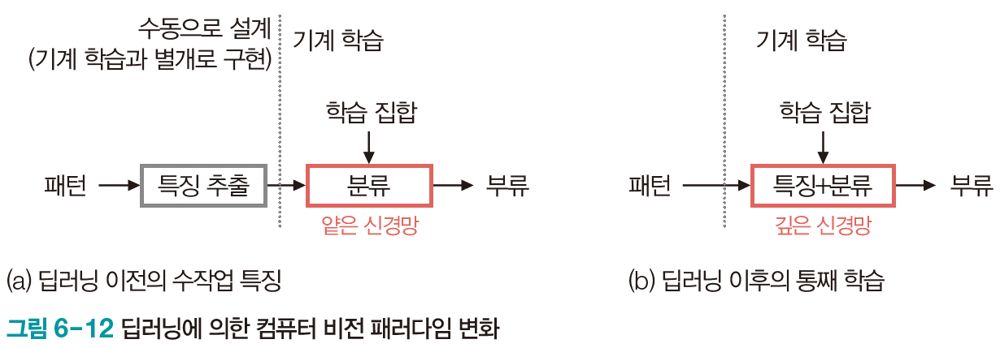 수동으로 설계
(기계 학습과 별개로 구현)
기계 학습
학습 집합
패턴
특징 추출
분류
부류
얕은 신경망
(a) 딥러닝 이전의 수작업 특징
기계 학습
학습 집합
패턴
특징+분류
부류
깊은 신경망
(b) 딥러닝 이후의 통째 학습
그림 6-12 딥러닝에 의한 컴퓨터 비전 패러다임 변화